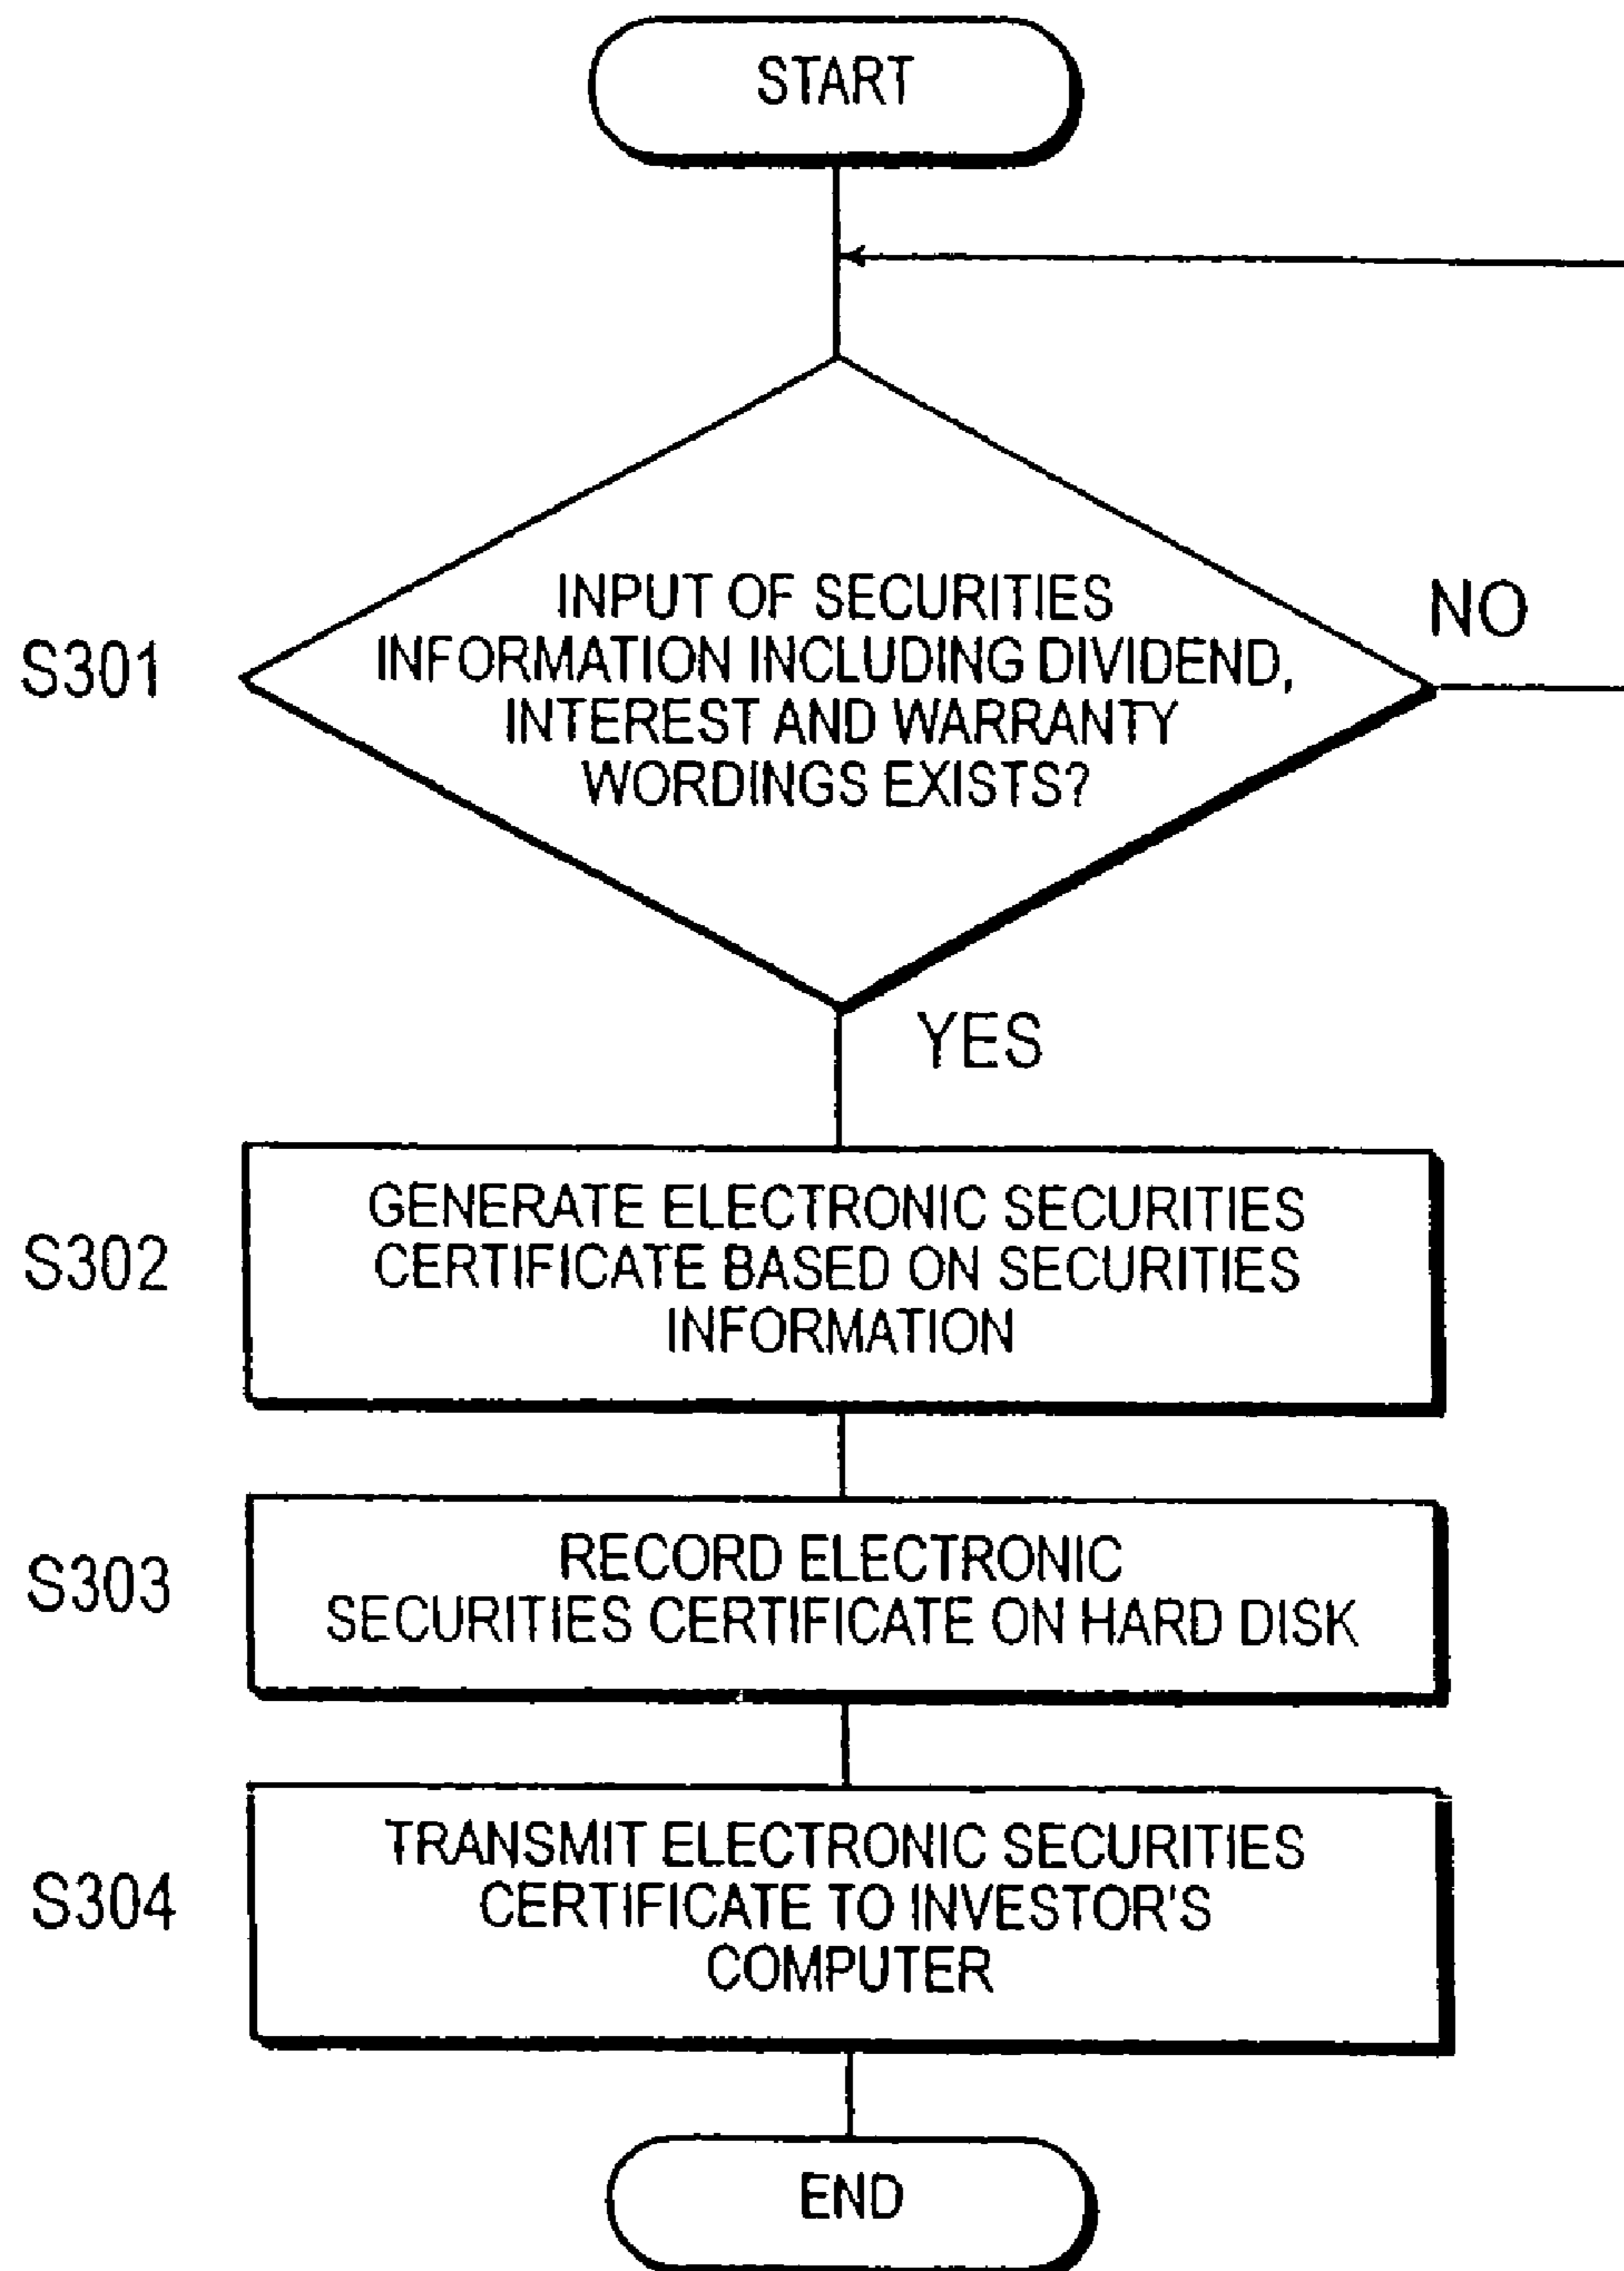 START
S301
INPUT OF SECURITIES
INFORMATION INCLUDING DIVIDEND,
INTEREST AND WARRANTY
WORDINGS EXISTS?
NO
YES
S302
GENERATE ELECTRONIC SECURITIES
CERTIFICATE BASED ON SECURITIES
INFORMATION
S303
RECORD ELECTRONIC
SECURITIES CERTIFICATE ON HARD DISK
S304
TRANSMIT ELECTRONIC SECURITIES
CERTIFICATE TO INVESTOR'S
COMPUTER
END